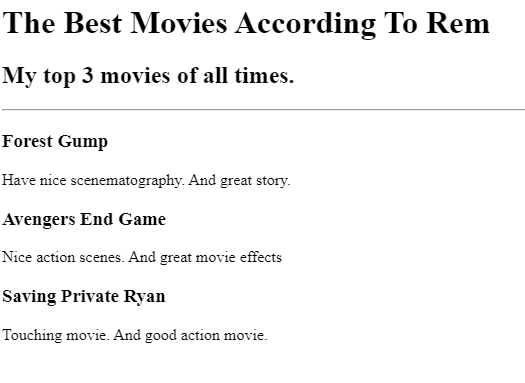 The Best Movies According To Rem
My top 3 movies of all times.
Forest Gump
Have nice scenematography. And great story.
Avengers End Game
Nice action scenes. And great movie effects
Saving Private Ryan
Touching movie. And good action movie.